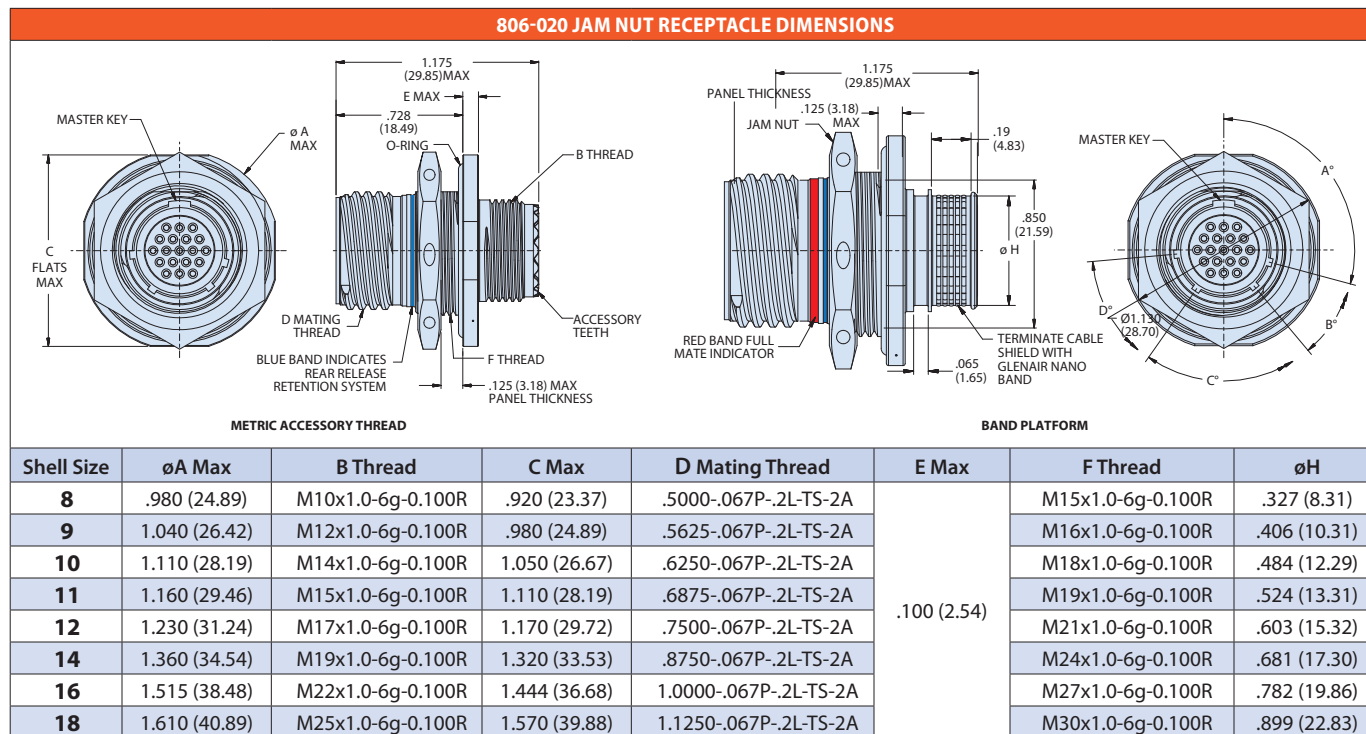 806-020 JAM NUT RECEPTACLE DIMENSIONS
1.175
(29.85)MAX
E MAX
.728
(18.49)
O-RING
MASTER KEY
ø A
MAX
B THREAD
C
FLATS
MAX
D MATING
THREAD
BLUE BAND INDICATES
REAR RELEASE
RETENTION SYSTEM
F THREAD
ACCESSORY
TEETH
.125 (3.18) MAX
PANEL THICKNESS
METRIC ACCESSORY THREAD
1.175
(29.85)MAX
PANEL THICKNESS
.125 (3.18)
MAX
JAM NUT
.19
(4.83)
MASTER KEY
A°
.850
(21.59)
ø H
RED BAND FULL
MATE INDICATOR
.065
(1.65)
TERMINATE CABLE
SHIELD WITH
GLENAIR NANO
BAND
D°
Ø1.130
(28.70)
B°
C°
BAND PLATFORM
Shell Size øA Max B Thread C Max D Mating Thread E Max F Thread øH
8 .980 (24.89) M10x1.0-6g-0.100R .920 (23.37) .5000-.067P-.2L-TS-2A M15x1.0-6g-0.100R .327 (8.31)
9 1.040 (26.42) M12x1.0-6g-0.100R .980 (24.89) .5625-.067P-.2L-TS-2A M16x1.0-6g-0.100R .406 (10.31)
10 1.110 (28.19) M14x1.0-6g-0.100R 1.050 (26.67) .6250-.067P-.2L-TS-2A M18x1.0-6g-0.100R .484 (12.29)
11 1.160 (29.46) M15x1.0-6g-0.100R 1.110 (28.19) .6875-.067P-.2L-TS-2A M19x1.0-6g-0.100R .524 (13.31)
.100 (2.54)
12 1.230 (31.24) M17x1.0-6g-0.100R 1.170 (29.72) .7500-.067P-.2L-TS-2A M21x1.0-6g-0.100R .603 (15.32)
14 1.360 (34.54) M19x1.0-6g-0.100R 1.320 (33.53) .8750-.067P-.2L-TS-2A M24x1.0-6g-0.100R .681 (17.30)
16 1.515 (38.48) M22x1.0-6g-0.100R 1.444 (36.68) 1.0000-.067P-.2L-TS-2A M27x1.0-6g-0.100R .782 (19.86)
18 1.610 (40.89) M25x1.0-6g-0.100R 1.570 (39.88) 1.1250-.067P-.2L-TS-2A M30x1.0-6g-0.100R .899 (22.83)